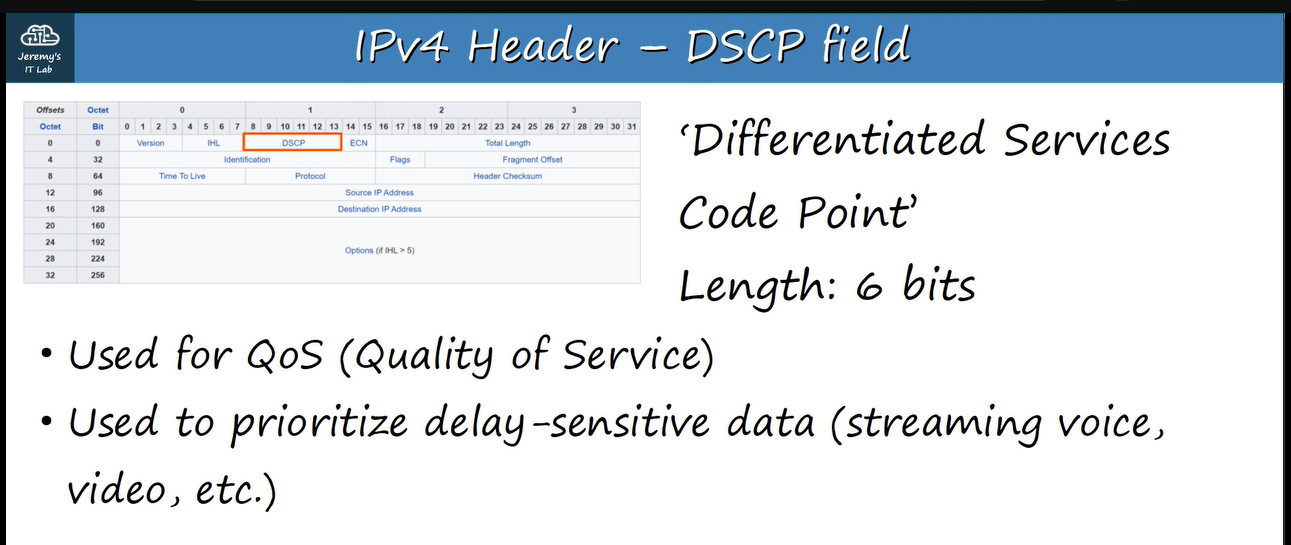 Jeremy's
IT Lab
IPv4 Header – DSCP field
Offsets Octet 0 1 2 3
Octet Bit 0 1 2 3 4 5 6 7 8 9 10 11 12 13 14 15 16 17 18 19 20 21 22 23 24 25 26 27 28 29 30 31
0 0 Version IHL DSCP ECN Total Length
4 32 Identification Flags Fragment Offset
8 64 Time To Live Protocol Header Checksum
12 96 Source IP Address
16 128 Destination IP Address
20 160
24 192
Options (if IHL > 5)
28 224
32 256
‘Differentiated Services
Code Point’
Length: 6 bits
• Used for QoS (Quality of Service)
• Used to prioritize delay-sensitive data (streaming voice,
video, etc.)